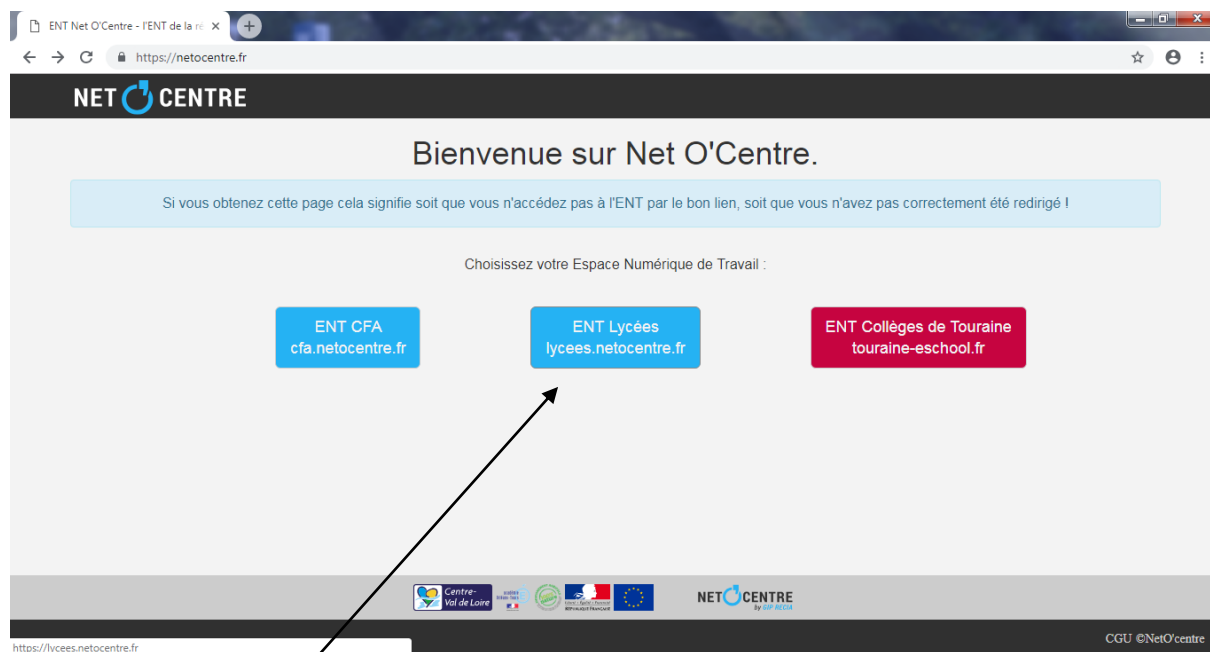 ENT Net O'Centre - l'ENT de la ré
https://netocentre.fr
NET CENTRE
Bienvenue sur Net O'Centre.
Si vous obtenez cette page cela signifie soit que vous n'accédez pas à l'ENT par le bon lien, soit que vous n'avez pas correctement été redirigé !
Choisissez votre Espace Numérique de Travail :
ENT CFA
cfa.netocentre.fr
ENT Lycées
lycees.netocentre.fr
ENT Collèges de Touraine
touraine-eschool.fr
Centre-
Val de Loire
NET CENTRE
by GIP RECIA
CGU ©NetO'centre
https://lycees.netocentre.fr